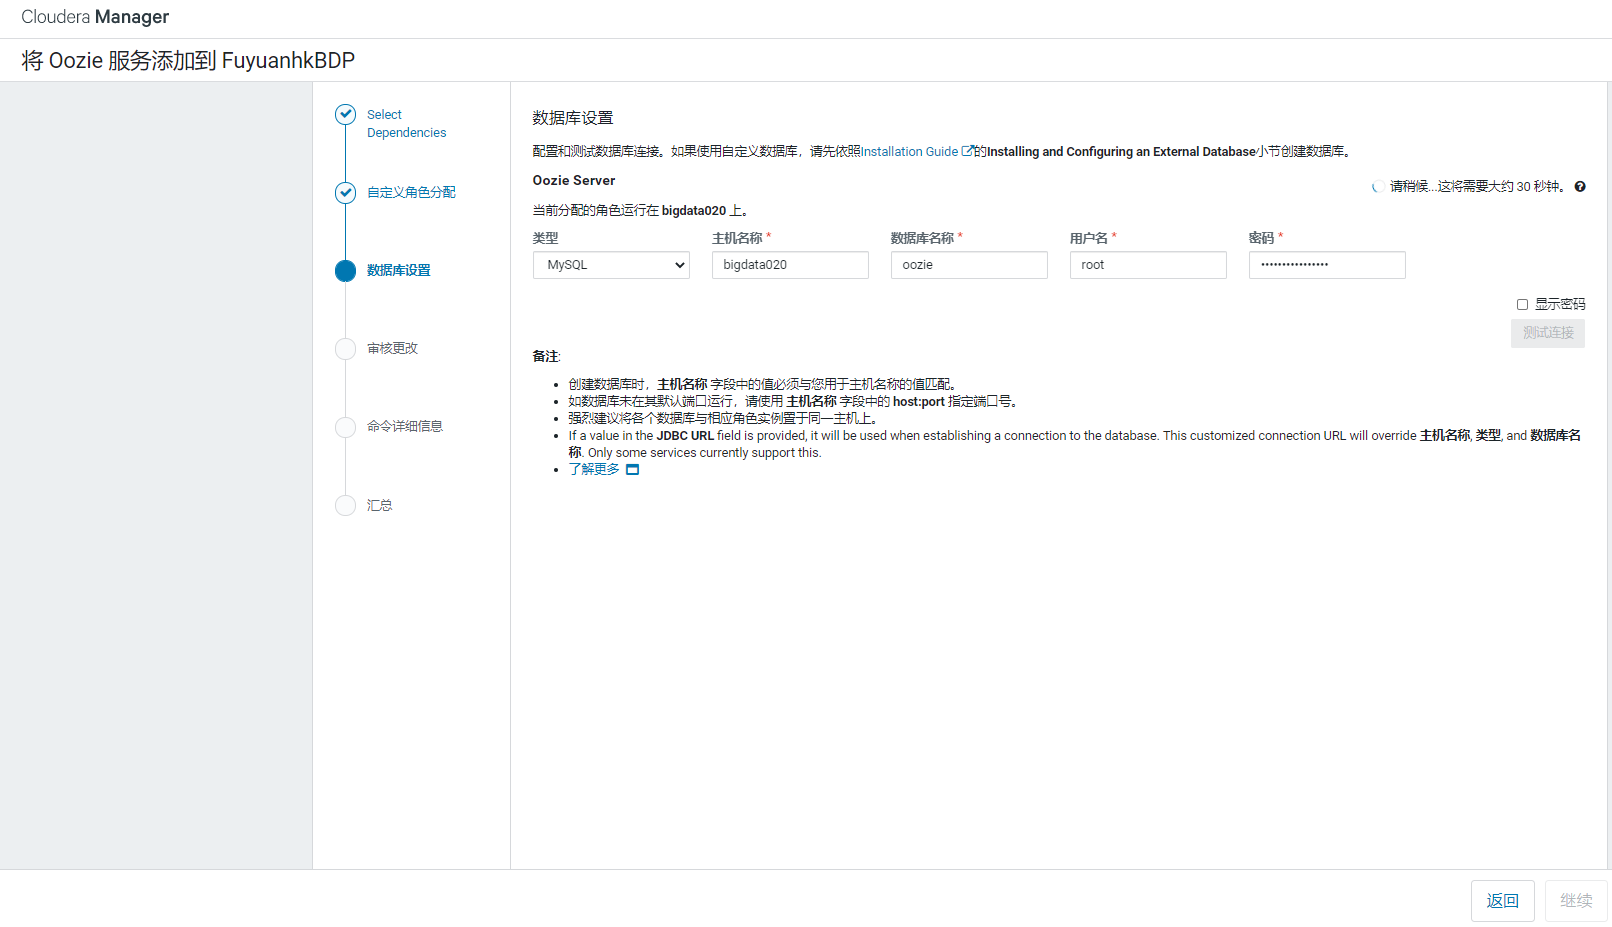 Cloudera Manager
将 Oozie 服务添加到 FuyuanhkBDP
Select
Dependencies
自定义角色分配
数据库设置
审核更改
命令详细信息
汇总
数据库设置
配置和测试数据库连接。如果使用自定义数据库，请先依照Installation Guide的Installing and Configuring an External Database小节创建数据库。
Oozie Server
请稍候...这将需要大约 30 秒钟。
当前分配的角色运行在 bigdata020 上。
类型 主机名称 * 数据库名称 * 用户名 * 密码 *
MySQL bigdata020 oozie root ················
显示密码
测试连接
备注:
• 创建数据库时，主机名称 字段中的值必须与您用于主机名称的值匹配。
• 如数据库未在其默认端口运行，请使用 主机名称 字段中的 host:port 指定端口号。
• 强烈建议将各个数据库与相应角色实例置于同一主机上。
• If a value in the JDBC URL field is provided, it will be used when establishing a connection to the database. This customized connection URL will override 主机名称, 类型, and 数据库名
称. Only some services currently support this.
• 了解更多
返回 继续